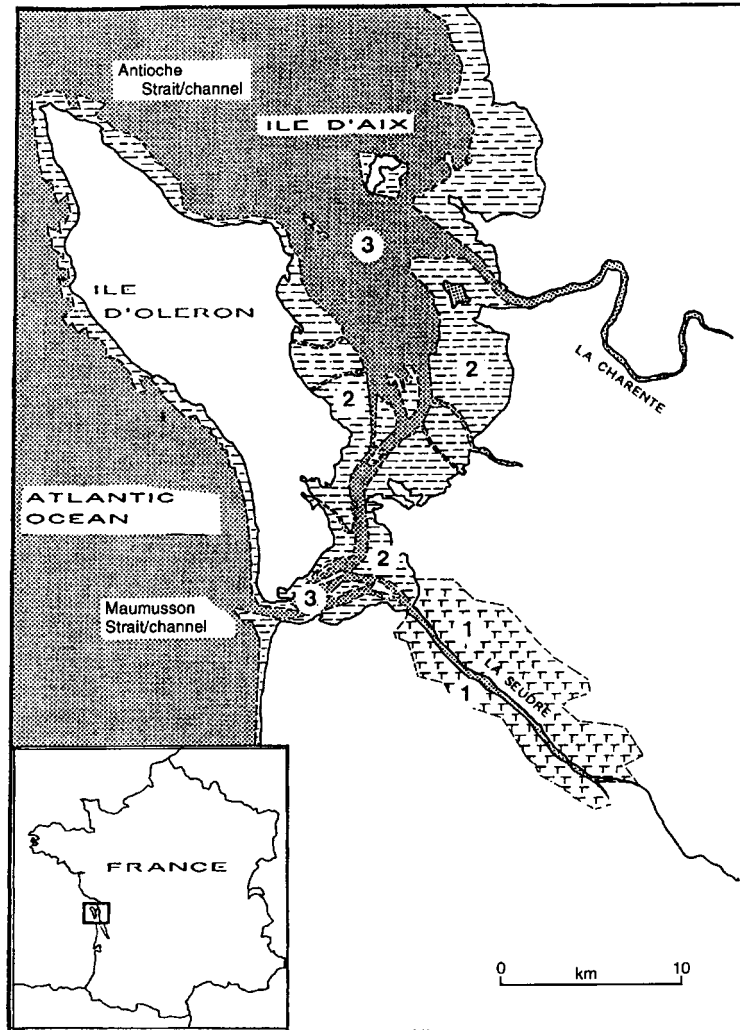 Antioche
Strait/channel
ILE D'AIX
3
ILE
D'OLERON
LA CHARENTE
2
2
ATLANTIC
OCEAN
2
3
Maumusson
Strait/channel
1
LA SEUDRE
1
FRANCE
0 km 10